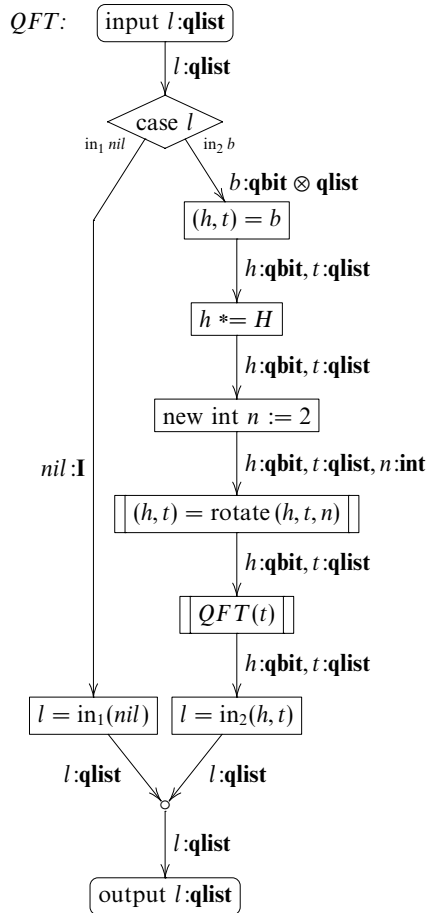 QFT: input l:qlist
l:qlist
case l
in₁ nil in₂ b
b:qbit ⊗ qlist
(h, t) = b
h:qbit, t:qlist
h *= H
h:qbit, t:qlist
new int n := 2
h:qbit, t:qlist, n:int
nil:I
(h, t) = rotate (h, t, n)
h:qbit, t:qlist
QFT(t)
h:qbit, t:qlist
l = in₁(nil) l = in₂(h, t)
l:qlist l:qlist
l:qlist
output l:qlist